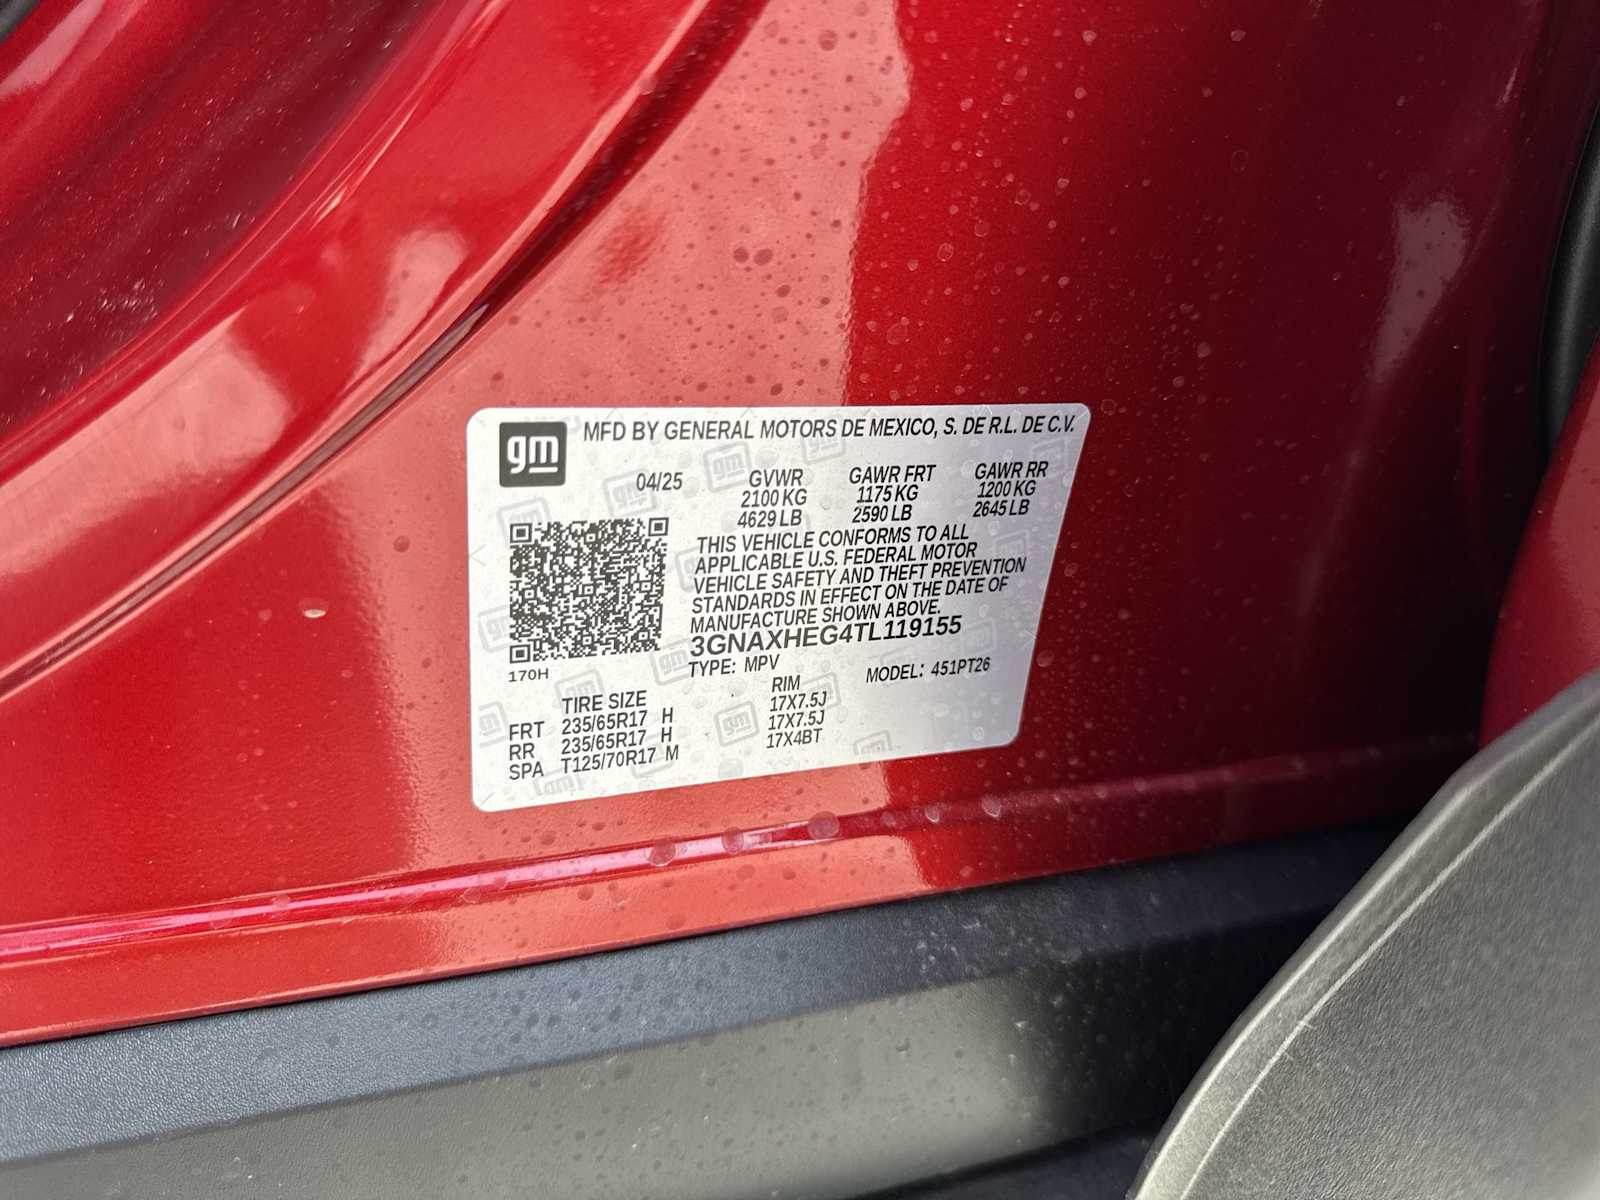 gm
MFD BY GENERAL MOTORS DE MEXICO, S. DE R.L. DE C.V.
04/25 GVWR GAWR FRT GAWR RR
2100 KG 1175 KG 1200 KG
4629 LB 2590 LB 2645 LB
THIS VEHICLE CONFORMS TO ALL
APPLICABLE U.S. FEDERAL MOTOR
VEHICLE SAFETY AND THEFT PREVENTION
STANDARDS IN EFFECT ON THE DATE OF
MANUFACTURE SHOWN ABOVE.
3GNAXHEG4TL119155
TYPE: MPV MODEL: 451PT26
170H
TIRE SIZE RIM
FRT 235/65R17 H 17X7.5J
RR 235/65R17 H 17X7.5J
SPA T125/70R17 M 17X4BT